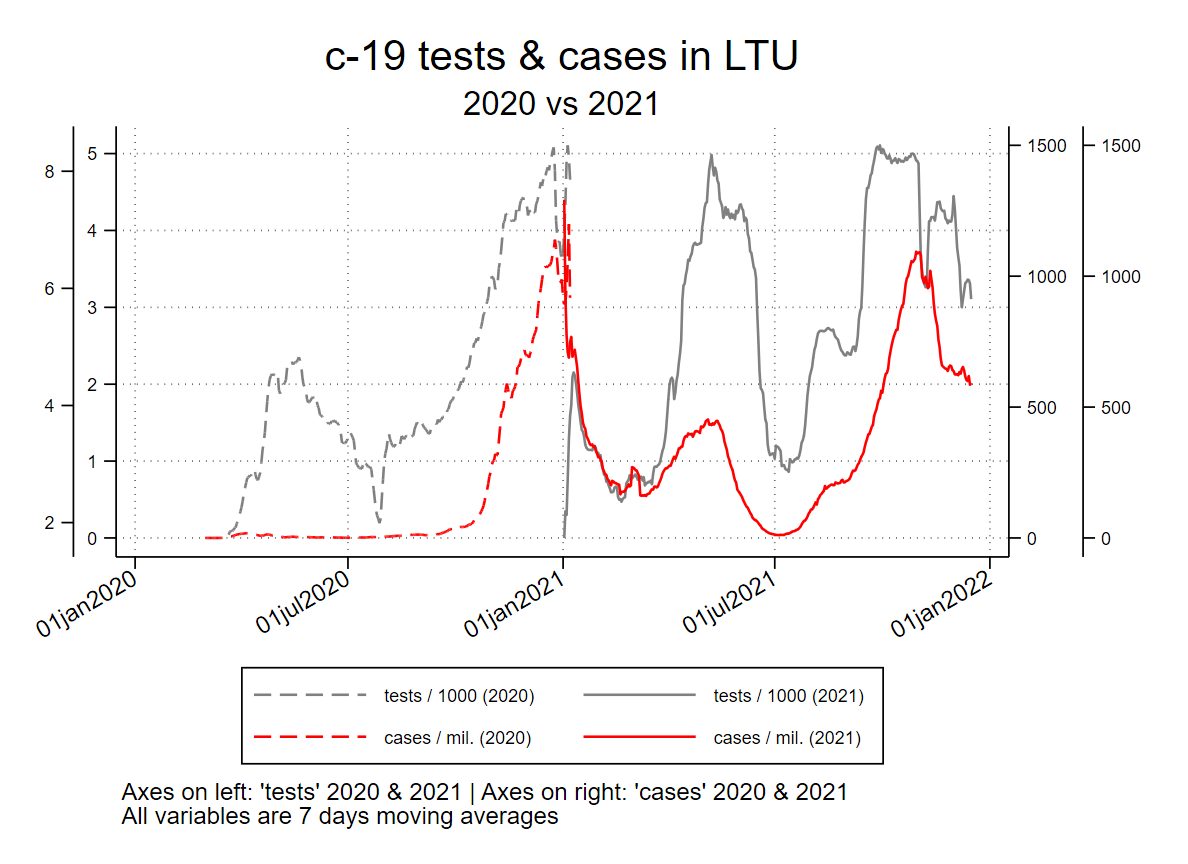 c-19 tests & cases in LTU
2020 vs 2021
8
6
4
2
5
4
3
2
1
0
1500
1000
500
0
1500
1000
500
0
01jan2020
01jul2020
01jan2021
01jul2021
01jan2022
tests / 1000 (2020)
tests / 1000 (2021)
cases / mil. (2020)
cases / mil. (2021)
Axes on left: 'tests' 2020 & 2021 | Axes on right: 'cases' 2020 & 2021
All variables are 7 days moving averages